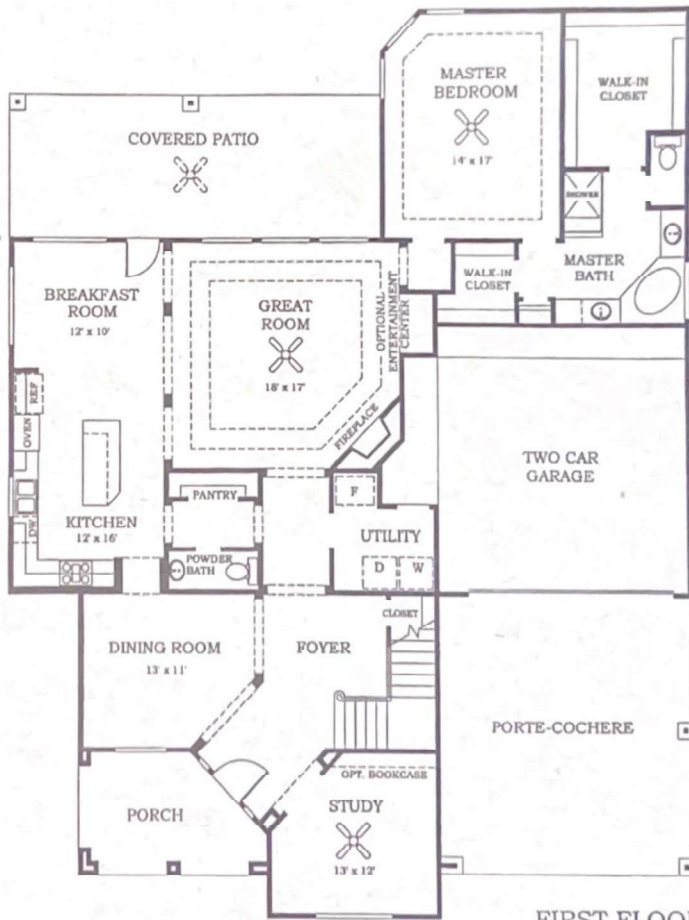 MASTER
BEDROOM
14' x 17'
WALK-IN
CLOSET
COVERED PATIO
SHOWER
MASTER
BATH
WALK-IN
CLOSET
BREAKFAST
ROOM
12' x 10'
GREAT
ROOM
18' x 17'
OPTIONAL
ENTERTAINMENT
CENTER
REF
OVEN
FIREPLACE
TWO CAR
GARAGE
PANTRY
F
KITCHEN
12' x 16'
DW
UTILITY
POWDER
BATH
D
W
CLOSET
DINING ROOM
13' x 11'
FOYER
PORTE-COCHERE
OPT. BOOKCASE
PORCH
STUDY
13' x 12'
FIRST FLOO